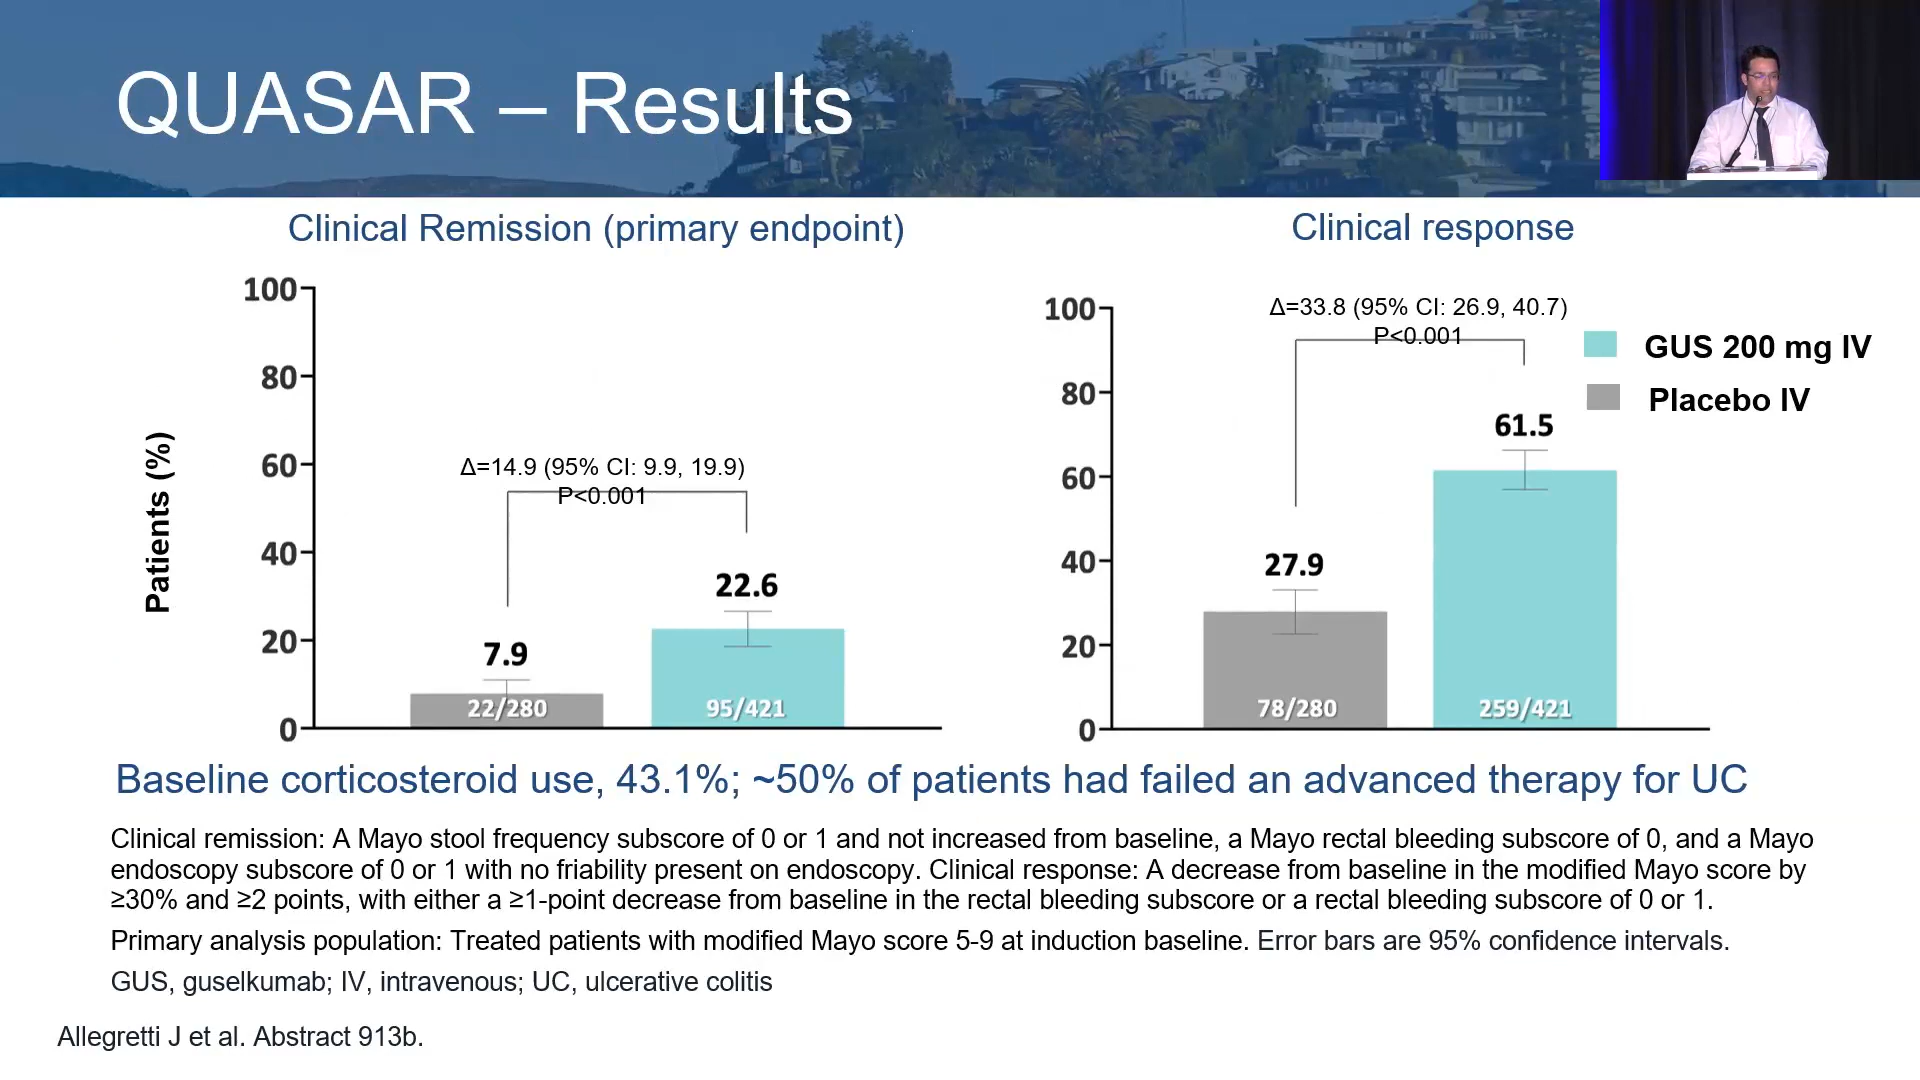 QUASAR – Results
Clinical Remission (primary endpoint)
Patients (%)
100
80
60
40
20
0
Δ=14.9 (95% CI: 9.9, 19.9)
P<0.001
7.9
22.6
22/280
95/421
Clinical response
100
80
60
40
20
0
Δ=33.8 (95% CI: 26.9, 40.7)
P<0.001
27.9
61.5
78/280
259/421
GUS 200 mg IV
Placebo IV
Baseline corticosteroid use, 43.1%; ~50% of patients had failed an advanced therapy for UC
Clinical remission: A Mayo stool frequency subscore of 0 or 1 and not increased from baseline, a Mayo rectal bleeding subscore of 0, and a Mayo
endoscopy subscore of 0 or 1 with no friability present on endoscopy. Clinical response: A decrease from baseline in the modified Mayo score by
≥30% and ≥2 points, with either a ≥1-point decrease from baseline in the rectal bleeding subscore or a rectal bleeding subscore of 0 or 1.
Primary analysis population: Treated patients with modified Mayo score 5-9 at induction baseline. Error bars are 95% confidence intervals.
GUS, guselkumab; IV, intravenous; UC, ulcerative colitis
Allegretti J et al. Abstract 913b.